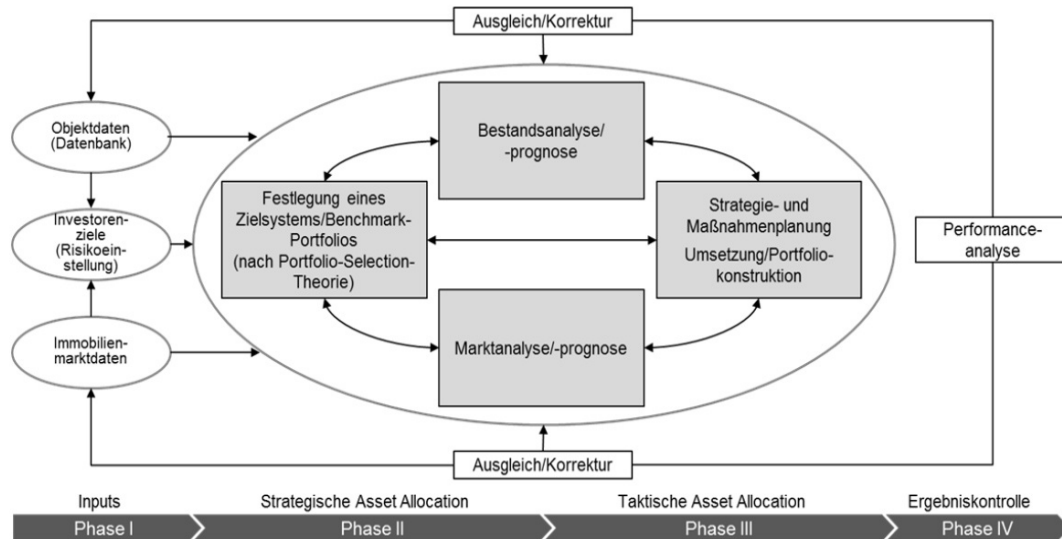 Ausgleich/Korrektur
Objektdaten
(Datenbank)
Bestandsanalyse/
-prognose
Investoren-
ziele
(Risikoein-
stellung)
Festlegung eines
Zielsystems/Benchmark-
Portfolios
(nach Portfolio-Selection-
Theorie)
Strategie- und
Maßnahmenplanung
Umsetzung/Portfolio-
konstruktion
Performance-
analyse
Immobilien-
marktdaten
Marktanalyse/-prognose
Ausgleich/Korrektur
Inputs
Strategische Asset Allocation
Taktische Asset Allocation
Ergebniskontrolle
Phase I
Phase II
Phase III
Phase IV